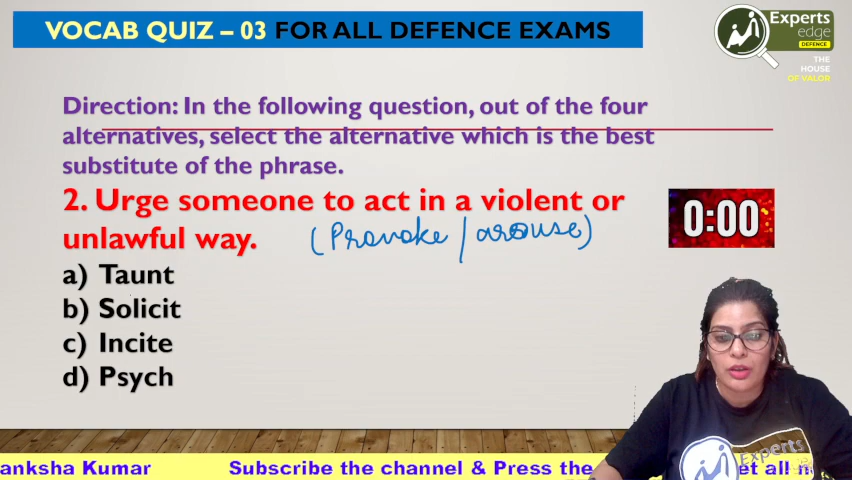 VOCAB QUIZ – 03 FOR ALL DEFENCE EXAMS
Experts
edge
DEFENCE
THE
HOUSE
OF VALOR
Direction: In the following question, out of the four
alternatives, select the alternative which is the best
substitute of the phrase.
2. Urge someone to act in a violent or
unlawful way.
(Provoke / arouse)
0:00
a) Taunt
b) Solicit
c) Incite
d) Psych
Experts
anksha Kumar Subscribe the channel & Press the et all n